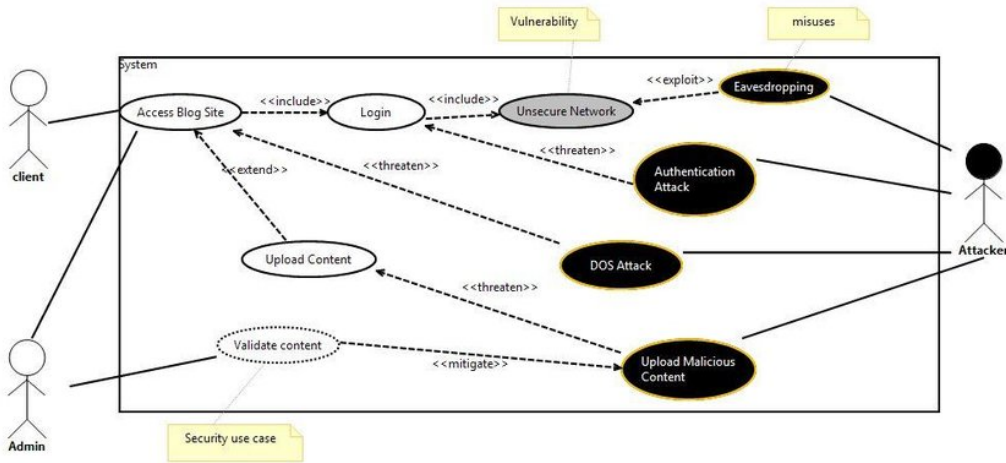 Vulnerability
misuses
System
<<include>>
<<include>>
<<exploit>>
Eavesdropping
Access Blog Site
Login
Unsecure Network
client
<<threaten>>
<<extend>>
<<threaten>>
Authentication
Attack
Attacker
Upload Content
DOS Attack
<<threaten>>
Validate content
<<mitigate>>
Upload Malicious
Content
Admin
Security use case